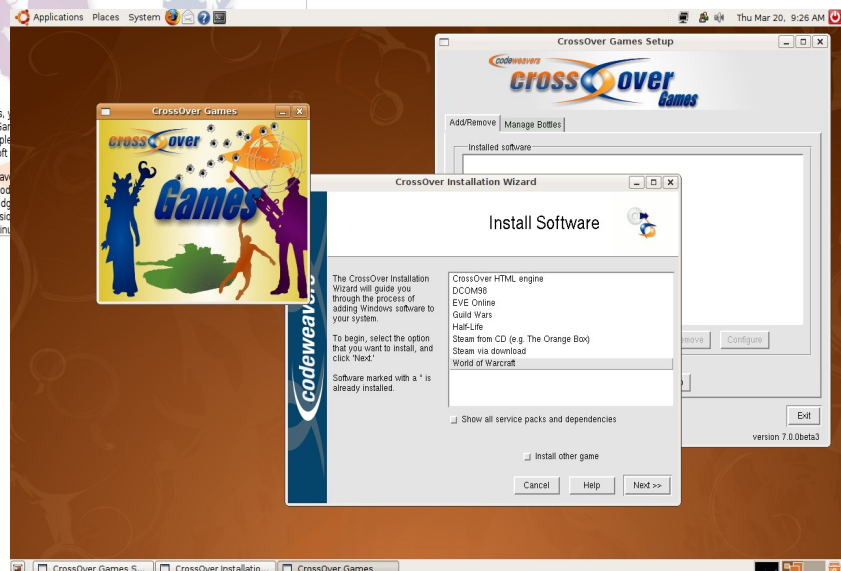 Applications Places System
Thu Mar 20, 9:26 AM
CrossOver Games Setup
codeweavers
crossover
Games
Add/Remove
Manage Bottles
Installed software
Configure
Exit
version 7.0.0beta3
CrossOver Games
crossover
Games
CrossOver Installation Wizard
Install Software
codeweavers
The CrossOver Installation
Wizard will guide you
through the process of
adding Windows software to
your system.
To begin, select the option
that you want to install, and
click 'Next.'
Software marked with a * is
already installed.
CrossOver HTML engine
DCOM98
EVE Online
Guild Wars
Half-Life
Steam from CD (e.g. The Orange Box)
Steam via download
World of Warcraft
Show all service packs and dependencies
Install other game
Cancel
Help
Next >>
CrossOver Games S...
CrossOver Installatio...
CrossOver Games